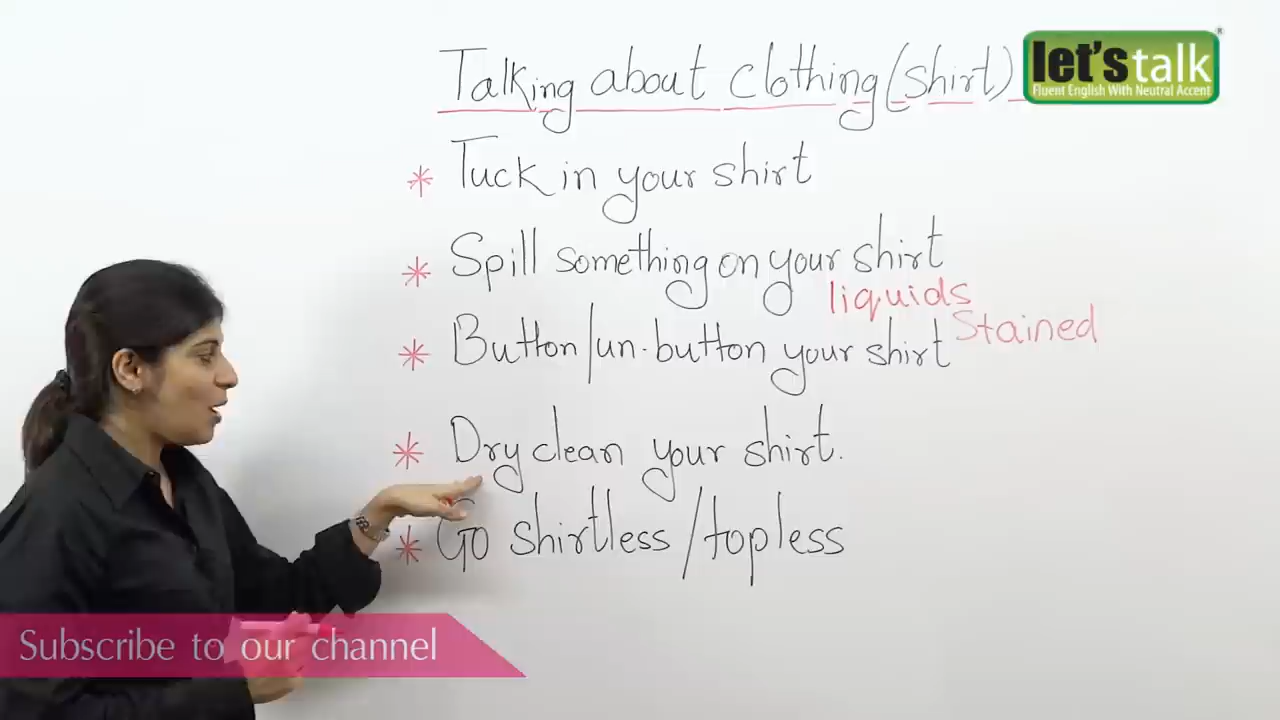 Talking about clothing (shirt)
let's talk®
Fluent English With Neutral Accent
* Tuck in your shirt
* Spill something on your shirt
liquids
Stained
* Button/un-button your shirt
* Dry clean your shirt.
* Go shirtless/topless
Subscribe to our channel